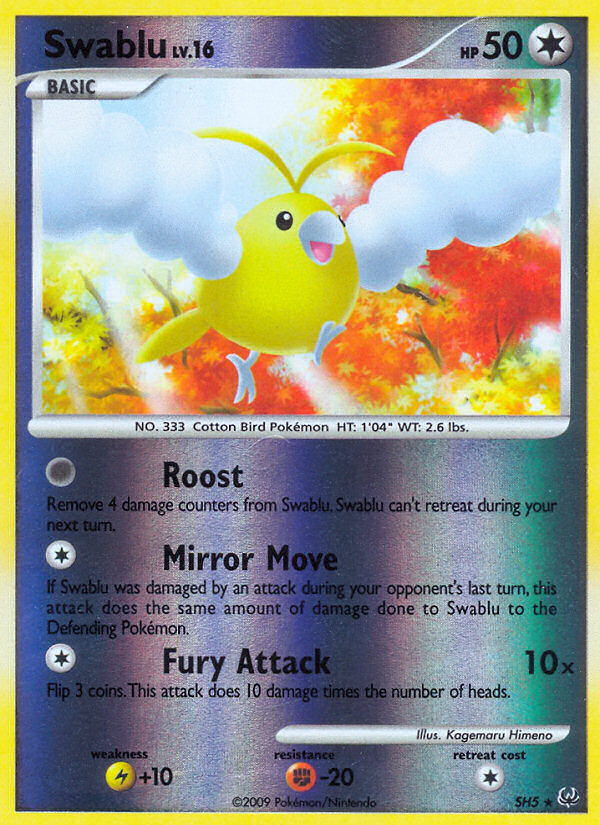 Swablu LV.16 HP 50
BASIC
NO. 333 Cotton Bird Pokémon HT: 1'04" WT: 2.6 lbs.
Roost
Remove 4 damage counters from Swablu. Swablu can't retreat during your
next turn.
Mirror Move
If Swablu was damaged by an attack during your opponent's last turn, this
attack does the same amount of damage done to Swablu to the
Defending Pokémon.
Fury Attack 10x
Flip 3 coins. This attack does 10 damage times the number of heads.
Illus. Kagemaru Himeno
weakness resistance retreat cost
+10 -20
©2009 Pokémon/Nintendo SH5 ★